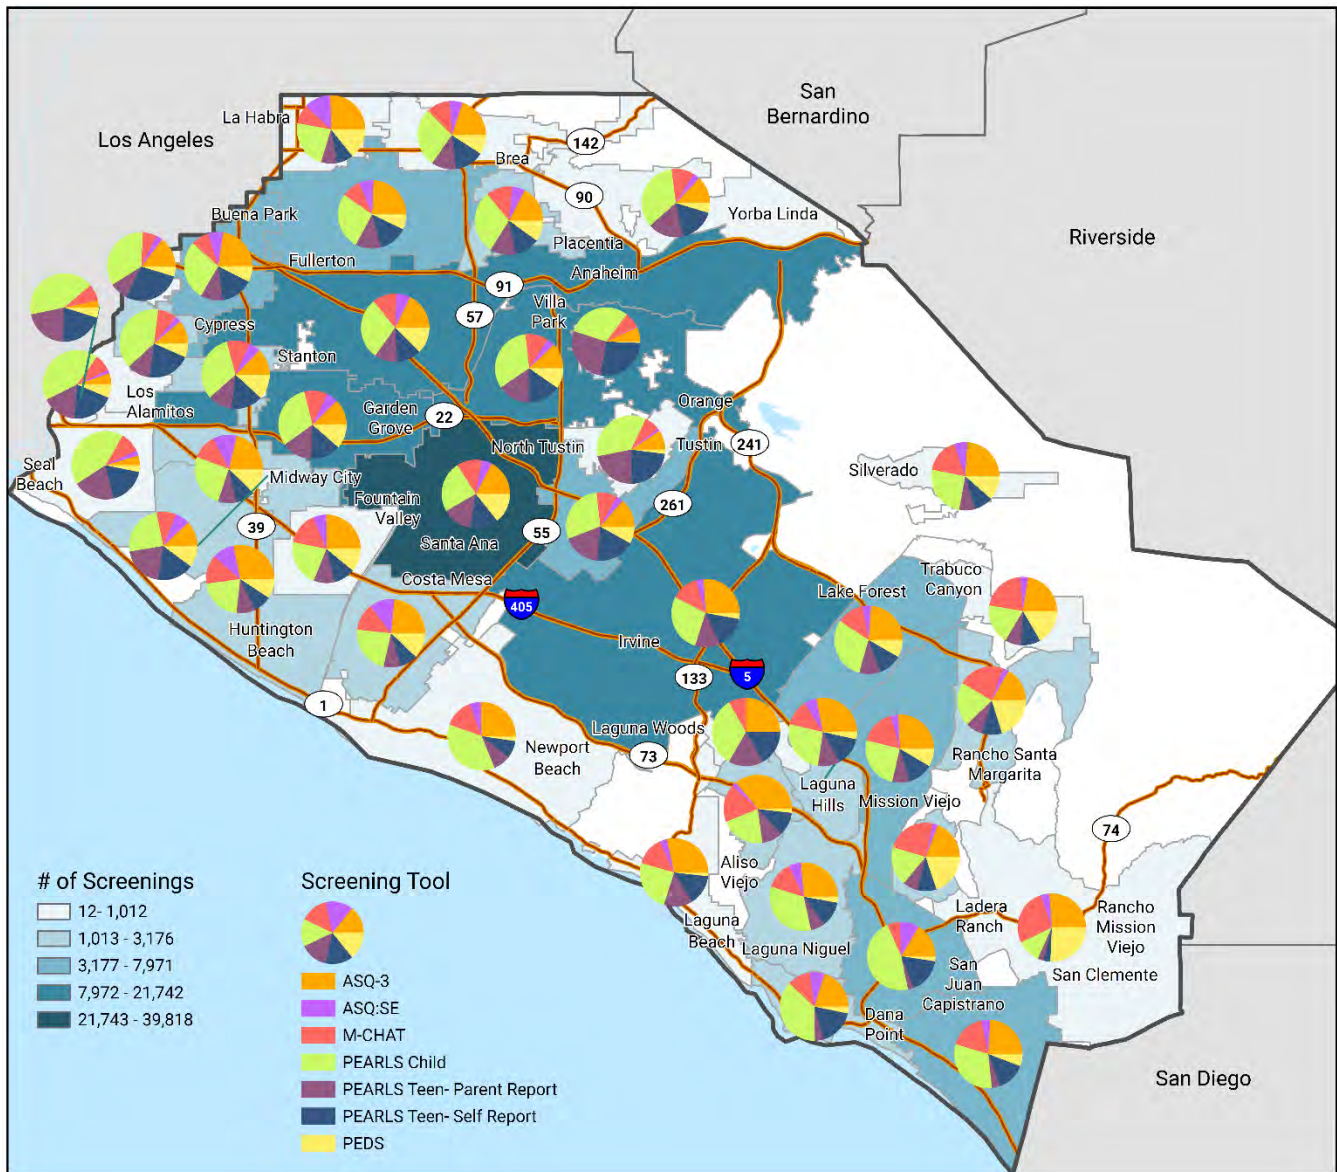 San
Bernardino
Los Angeles
Riverside
San Diego
La Habra
Brea
142
90
Yorba Linda
Buena Park
Placentia
Fullerton
Anaheim
91
57
Villa
Park
Cypress
Stanton
Los
Alamitos
Garden
Grove
22
Orange
North Tustin
Tustin
241
Seal
Beach
Midway City
Silverado
Fountain
Valley
261
39
55
Santa Ana
Costa Mesa
Trabuco
Canyon
Lake Forest
405
Huntington
Beach
Irvine
5
133
1
Laguna Woods
73
Newport
Beach
Rancho Santa
Margarita
Laguna
Hills
Mission Viejo
74
Aliso
Viejo
Laguna
Beach
Laguna Niguel
Ladera
Ranch
Rancho
Mission
Viejo
San Clemente
San
Juan
Capistrano
Dana
Point
# of Screenings
12- 1,012
1,013 - 3,176
3,177 - 7,971
7,972 - 21,742
21,743 - 39,818
Screening Tool
ASQ-3
ASQ:SE
M-CHAT
PEARLS Child
PEARLS Teen- Parent Report
PEARLS Teen- Self Report
PEDS